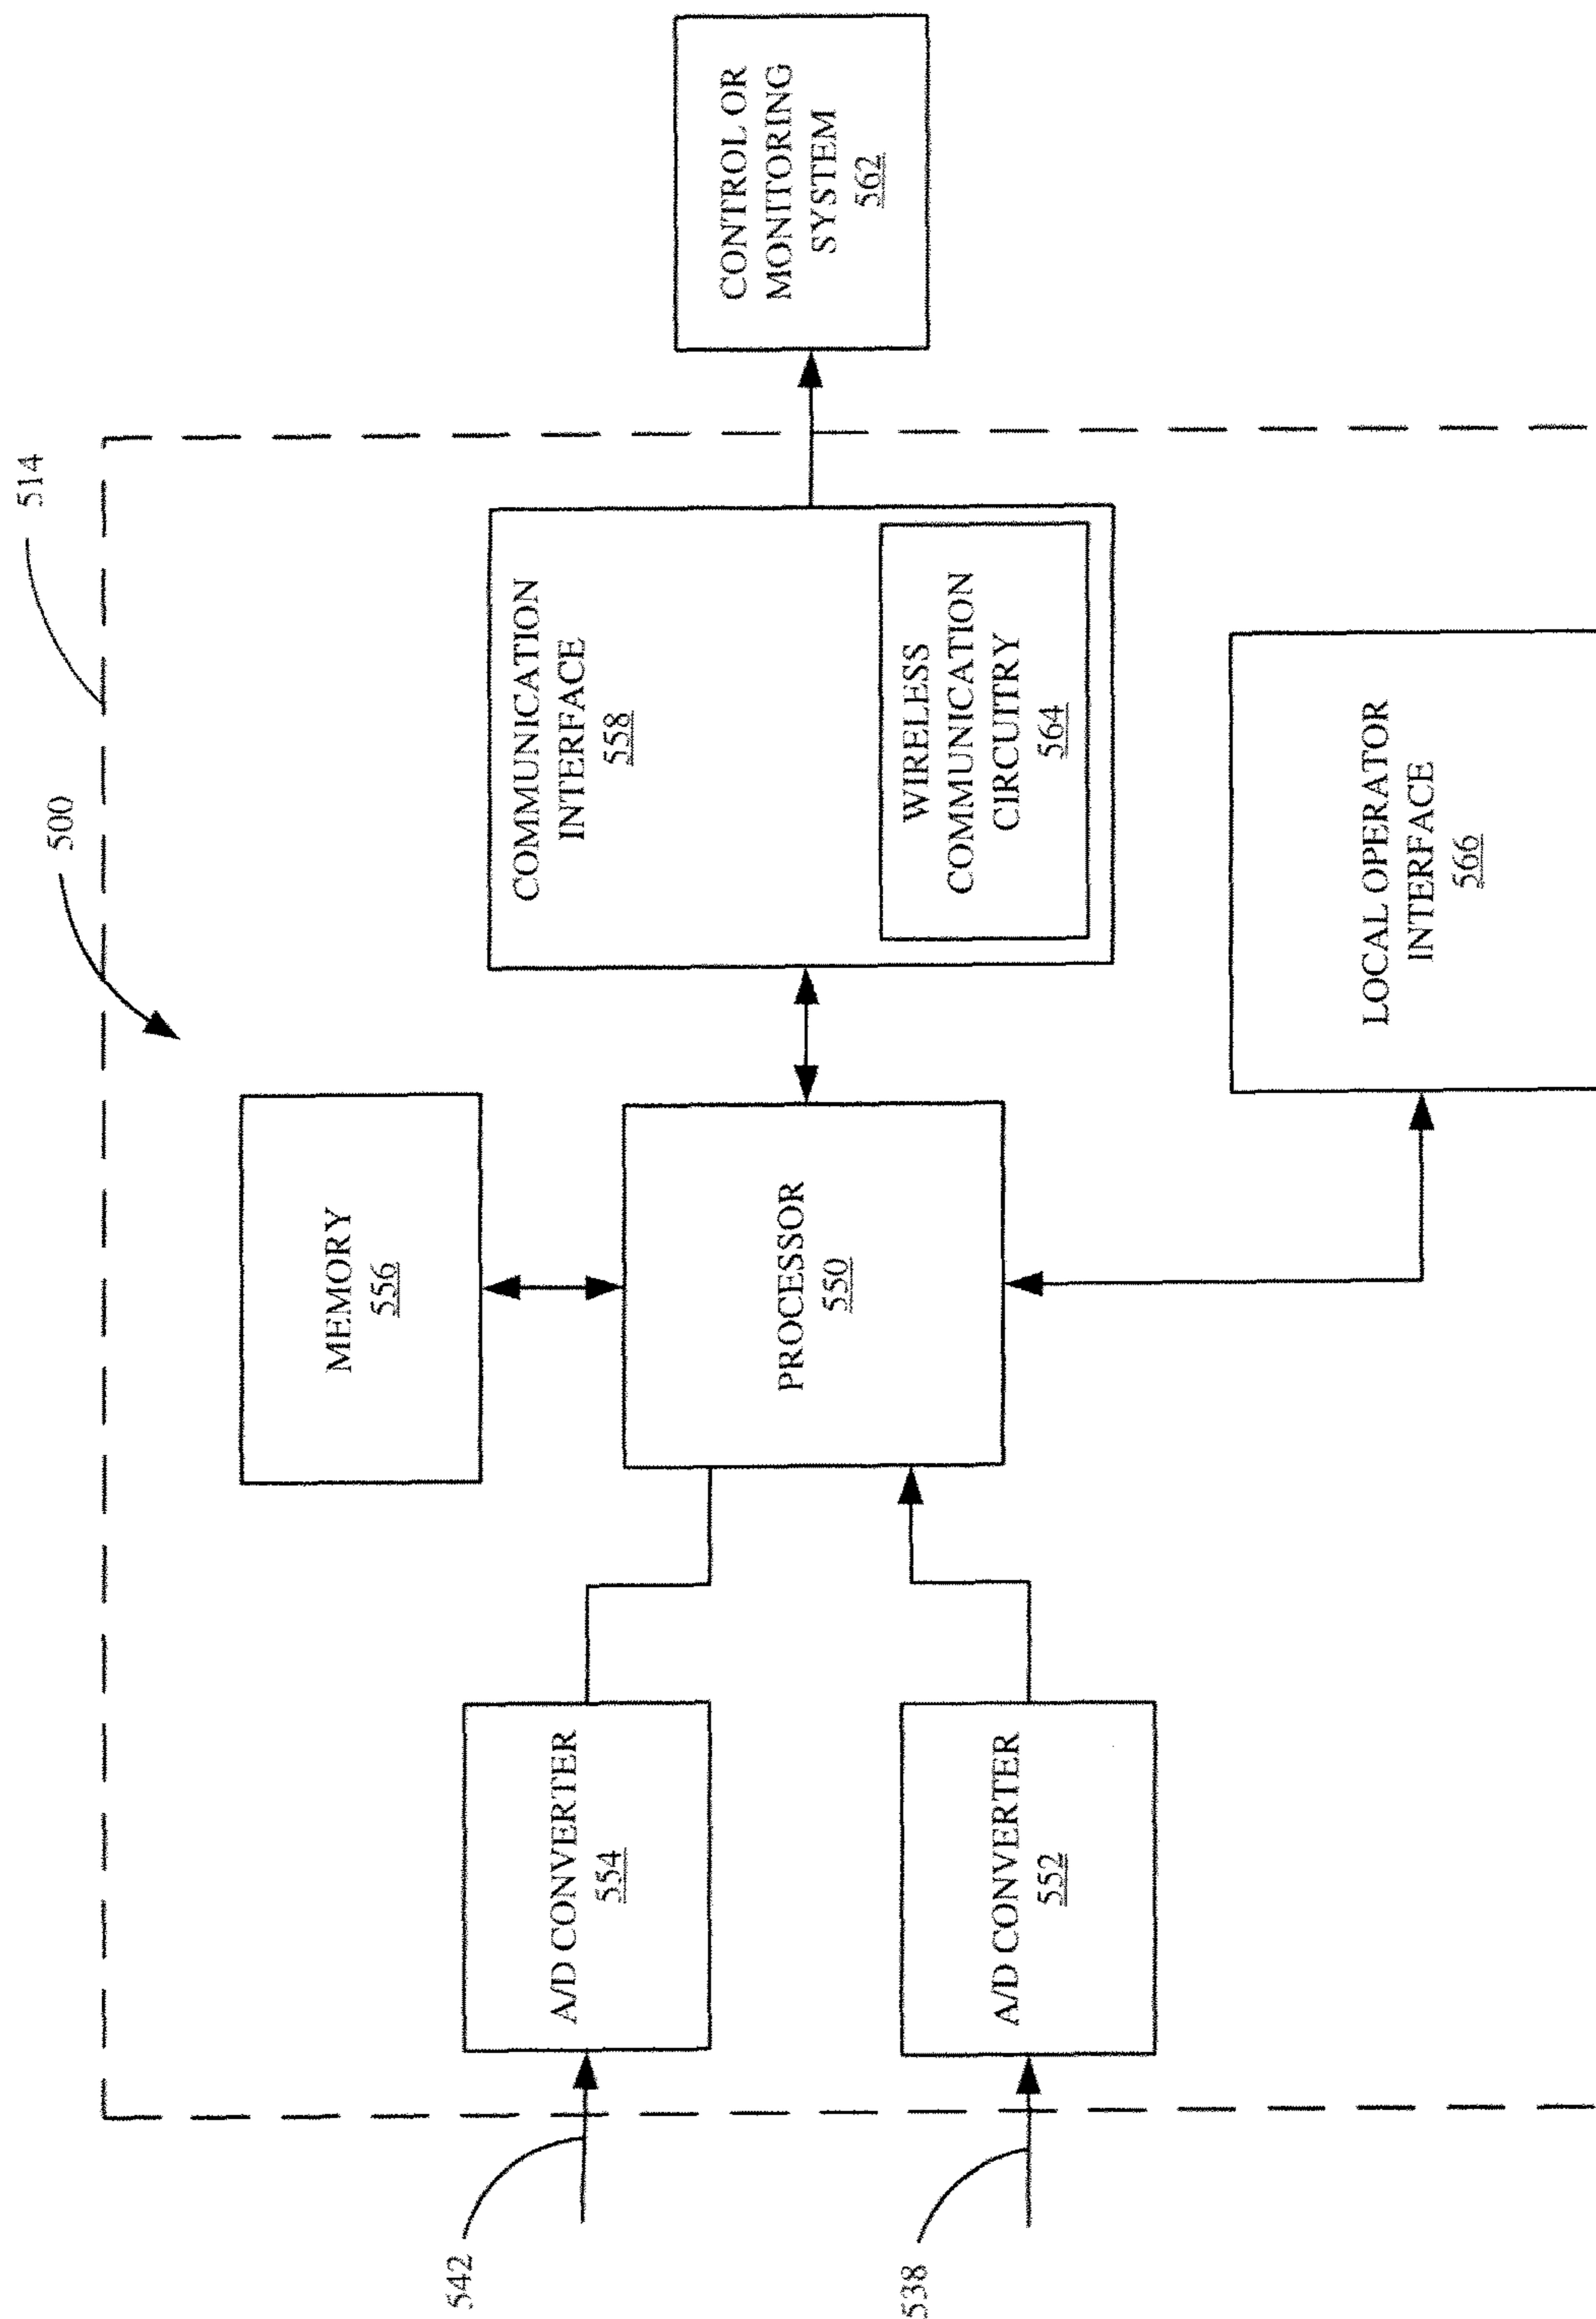 514
500
CONTROL OR
MONITORING
SYSTEM
562
COMMUNICATION
INTERFACE
558
WIRELESS
COMMUNICATION
CIRCUITRY
564
MEMORY
556
PROCESSOR
550
LOCAL OPERATOR
INTERFACE
566
A/D CONVERTER
554
A/D CONVERTER
552
542
538